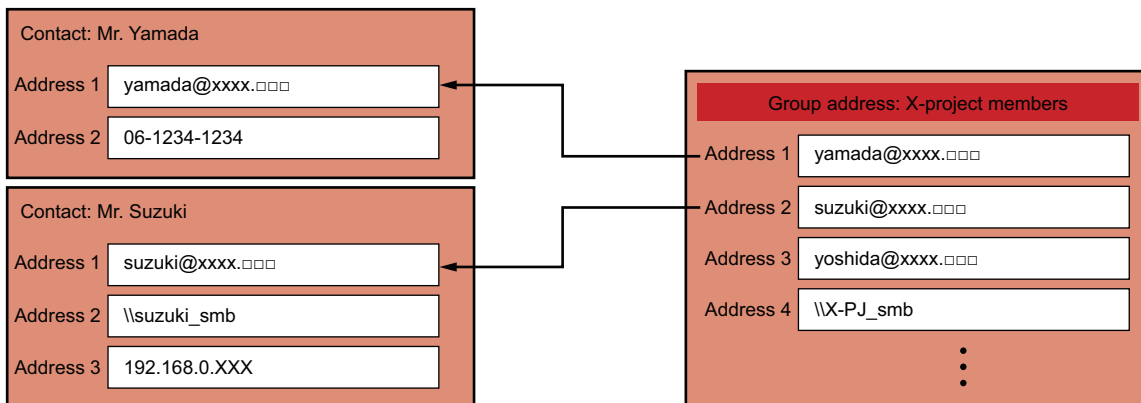 Contact: Mr. Yamada
Address 1 yamada@xxxx.□□□
Address 2 06-1234-1234
Contact: Mr. Suzuki
Address 1 suzuki@xxxx.□□□
Address 2 \\suzuki_smb
Address 3 192.168.0.XXX
Group address: X-project members
Address 1 yamada@xxxx.□□□
Address 2 suzuki@xxxx.□□□
Address 3 yoshida@xxxx.□□□
Address 4 \\X-PJ_smb